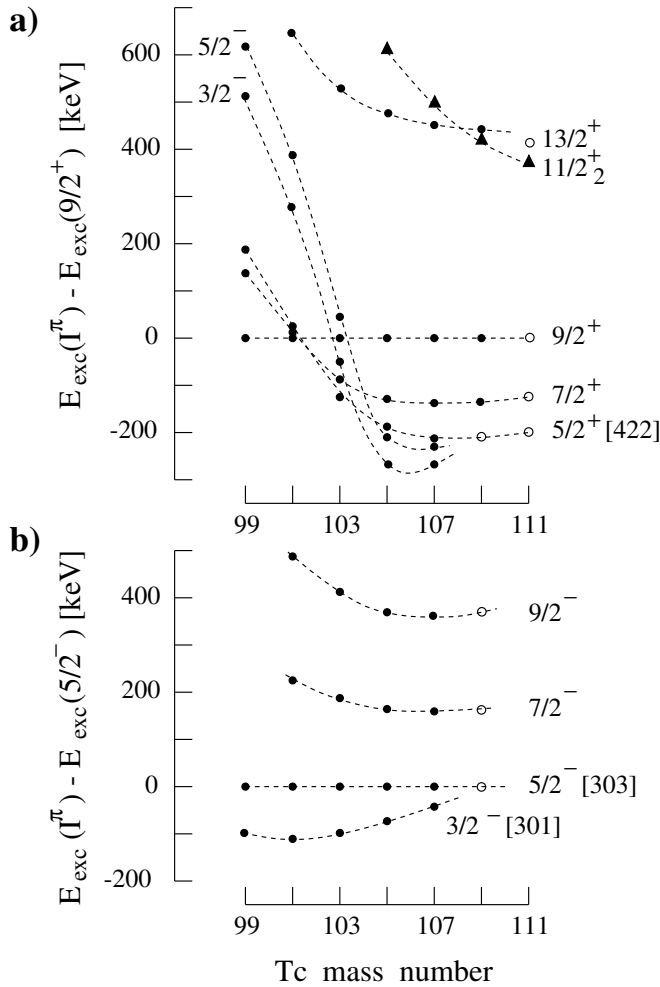 a)
E_exc(I^π) - E_exc(9/2^+) [keV]
600
400
200
0
-200
5/2^-
3/2^-
13/2^+
11/2^+_2
9/2^+
7/2^+
5/2^+ [422]
99 103 107 111
b)
E_exc(I^π) - E_exc(5/2^-) [keV]
400
200
0
-200
9/2^-
7/2^-
5/2^- [303]
3/2^- [301]
99 103 107 111
Tc mass number